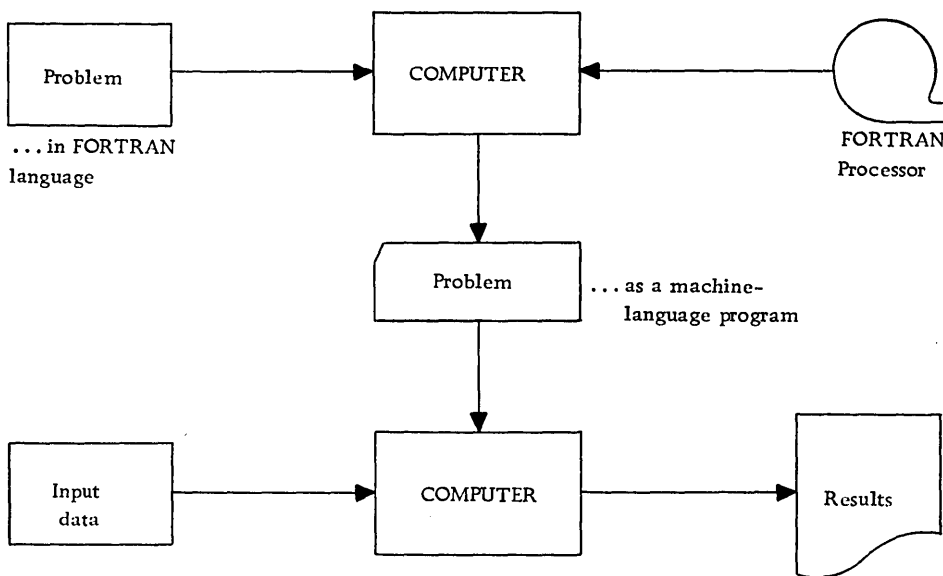 Problem
COMPUTER
...in FORTRAN
language
FORTRAN
Processor
Problem
...as a machine-
language program
Input
data
COMPUTER
Results